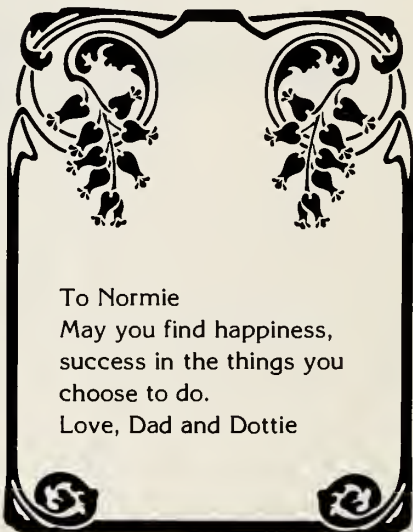 To Normie
May you find happiness,
success in the things you
choose to do.
Love, Dad and Dottie